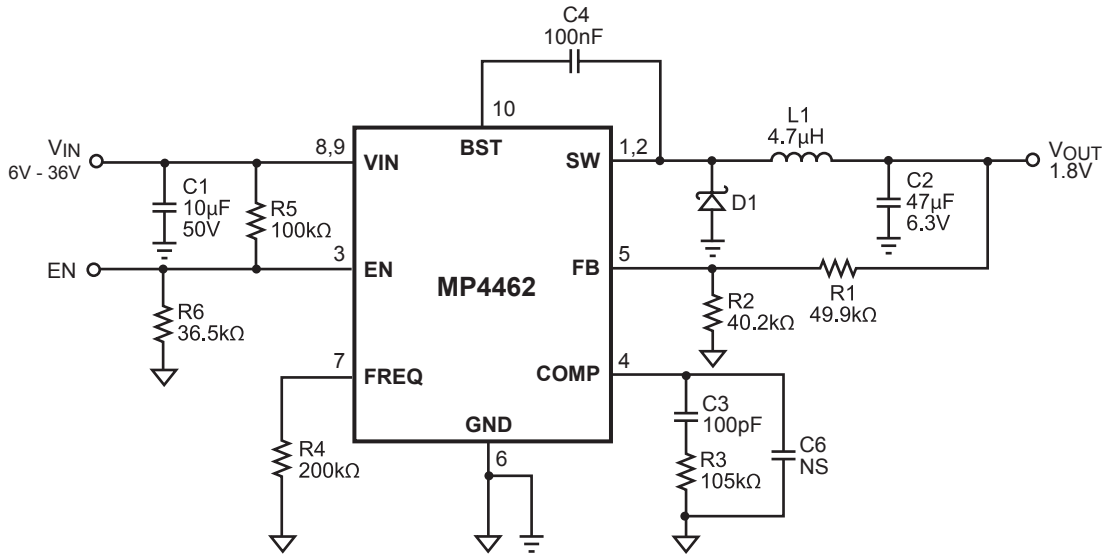 C4
100nF
10
L1
4.7µH
VIN
6V - 36V
8,9
VIN
BST
SW
1,2
VOUT
1.8V
C1
10µF
50V
R5
100kΩ
D1
C2
47µF
6.3V
EN
3
EN
MP4462
FB
5
R6
36.5kΩ
R2
40.2kΩ
R1
49.9kΩ
7
FREQ
COMP
4
R4
200kΩ
GND
6
C3
100pF
R3
105kΩ
C6
NS